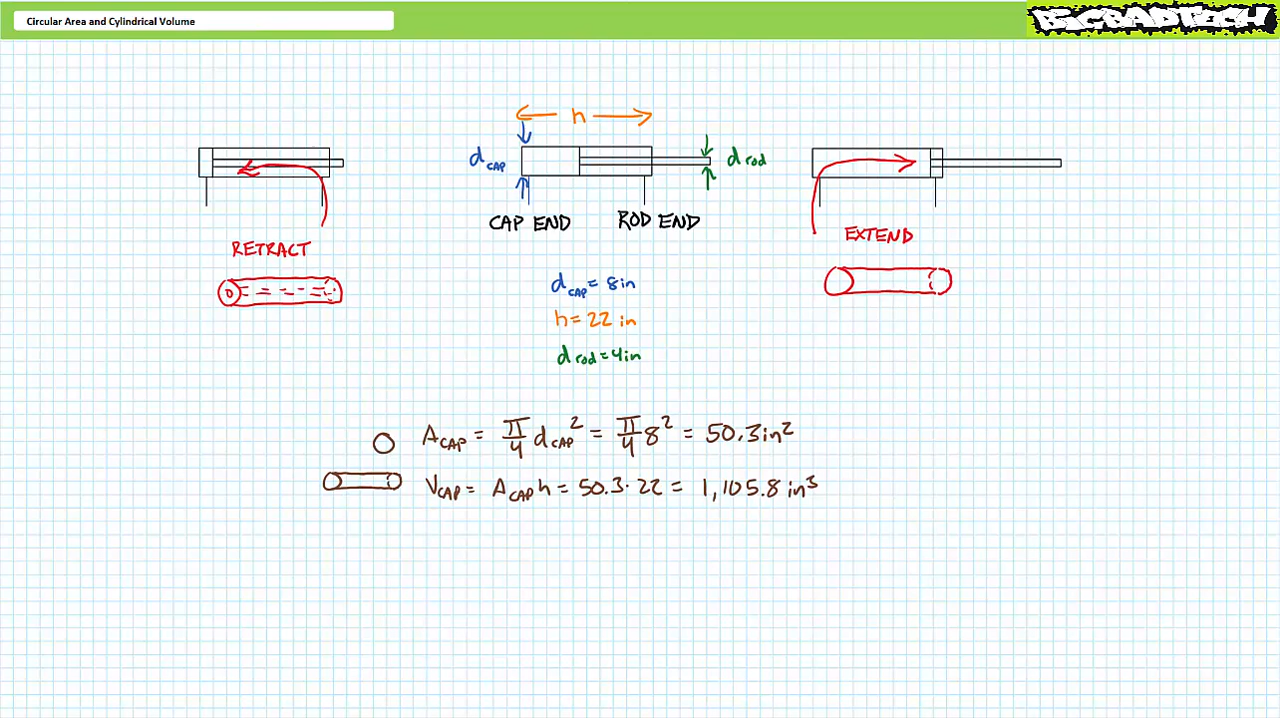 Circular Area and Cylindrical Volume
BIGBADTECH
h
d CAP
d rod
CAP END
ROD END
RETRACT
EXTEND
d CAP = 8in
h = 22 in
d rod = 4in
A CAP = π/4 d CAP² = π/4 8² = 50.3in²
V CAP = A CAP h = 50.3 · 22 = 1,105.8 in³